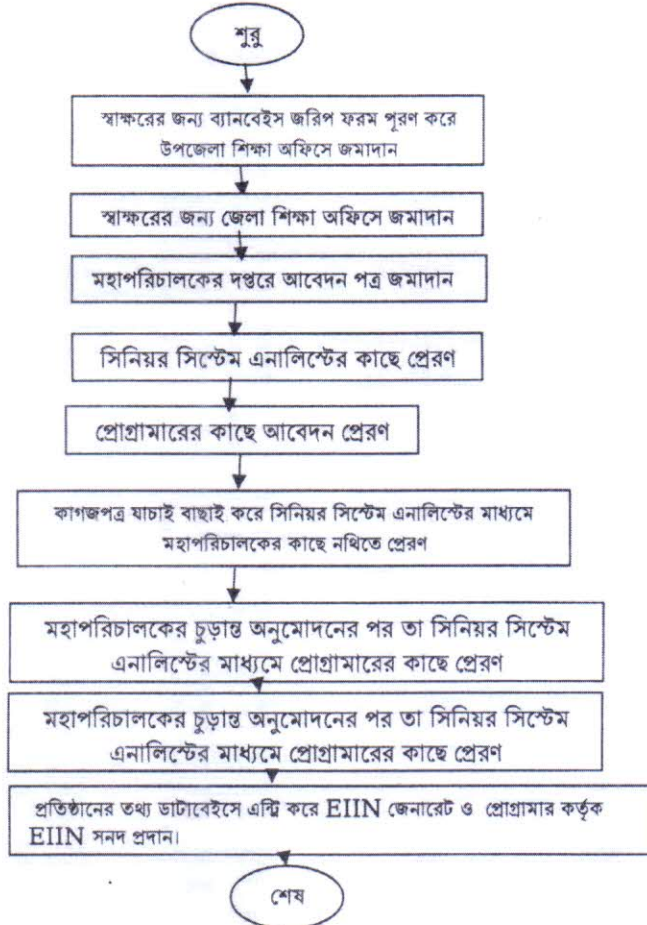 শুরু
স্বাক্ষরের জন্য ব্যানবেইস জরিপ ফরম পূরণ করে
উপজেলা শিক্ষা অফিসে জমাদান
স্বাক্ষরের জন্য জেলা শিক্ষা অফিসে জমাদান
মহাপরিচালকের দপ্তরে আবেদন পত্র জমাদান
সিনিয়র সিস্টেম এনালিস্টের কাছে প্রেরণ
প্রোগ্রামারের কাছে আবেদন প্রেরণ
কাগজপত্র যাচাই বাছাই করে সিনিয়র সিস্টেম এনালিস্টের মাধ্যমে
মহাপরিচালকের কাছে নথিতে প্রেরণ
মহাপরিচালকের চুড়ান্ত অনুমোদনের পর তা সিনিয়র সিস্টেম
এনালিস্টের মাধ্যমে প্রোগ্রামারের কাছে প্রেরণ
মহাপরিচালকের চুড়ান্ত অনুমোদনের পর তা সিনিয়র সিস্টেম
এনালিস্টের মাধ্যমে প্রোগ্রামারের কাছে প্রেরণ
প্রতিষ্ঠানের তথ্য ডাটাবেইসে এন্ট্রি করে EIIN জেনারেট ও প্রোগ্রামার কর্তৃক
EIIN সনদ প্রদান।
শেষ